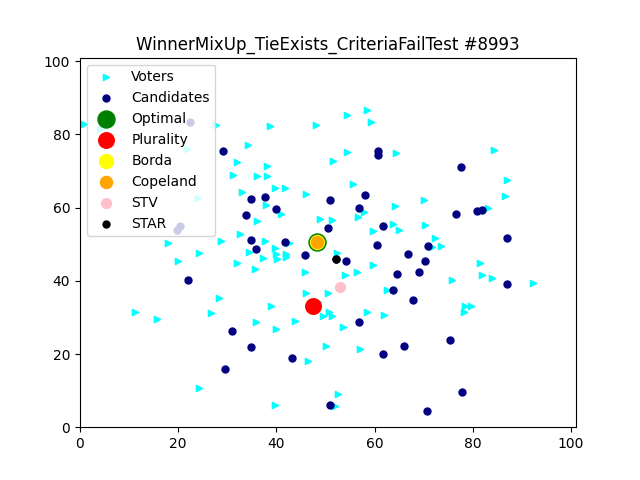 WinnerMixUp_TieExists_CriteriaFailTest #8993
100
80
60
40
20
0
0
20
40
60
80
100
Voters
Candidates
Optimal
Plurality
Borda
Copeland
STV
STAR